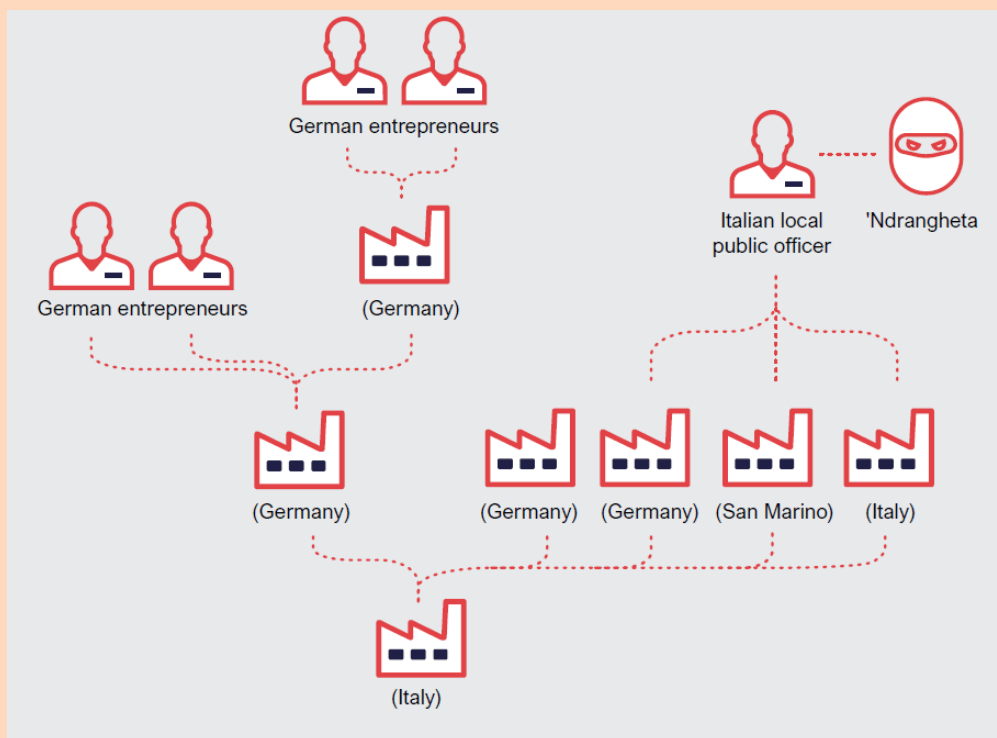 German entrepreneurs
Italian local
public officer
'Ndrangheta
German entrepreneurs
(Germany)
(Germany)
(Germany)
(Germany)
(San Marino)
(Italy)
(Italy)